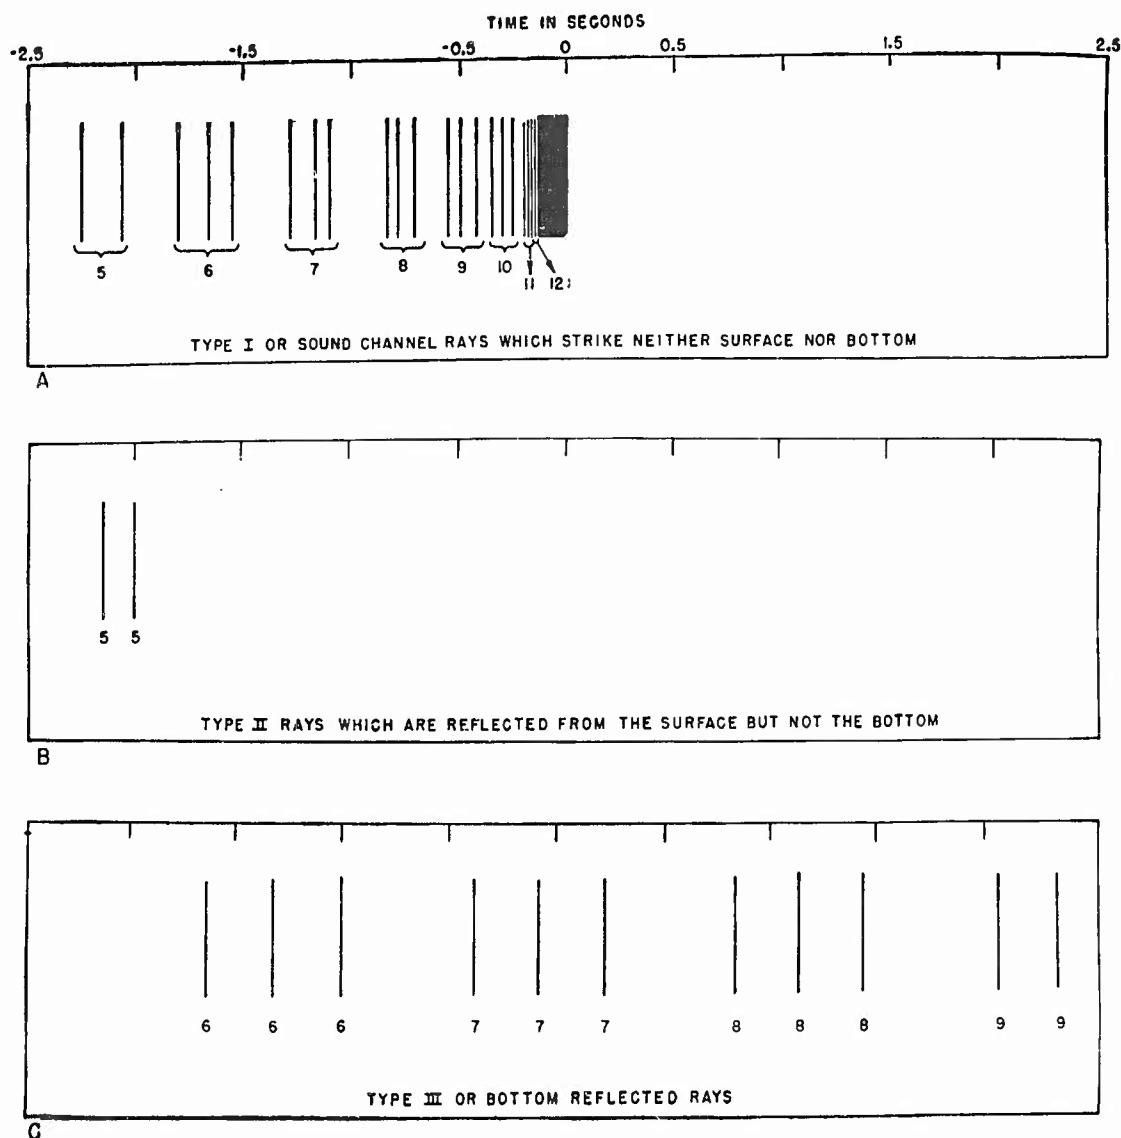 TIME IN SECONDS
-2.5 -1.5 -0.5 0 0.5 1.5 2.5
5 6 7 8 9 10
11 12
TYPE I OR SOUND CHANNEL RAYS WHICH STRIKE NEITHER SURFACE NOR BOTTOM
A
5 5
TYPE II RAYS WHICH ARE REFLECTED FROM THE SURFACE BUT NOT THE BOTTOM
B
6 6 6 7 7 7 8 8 8 9 9
TYPE III OR BOTTOM REFLECTED RAYS
C